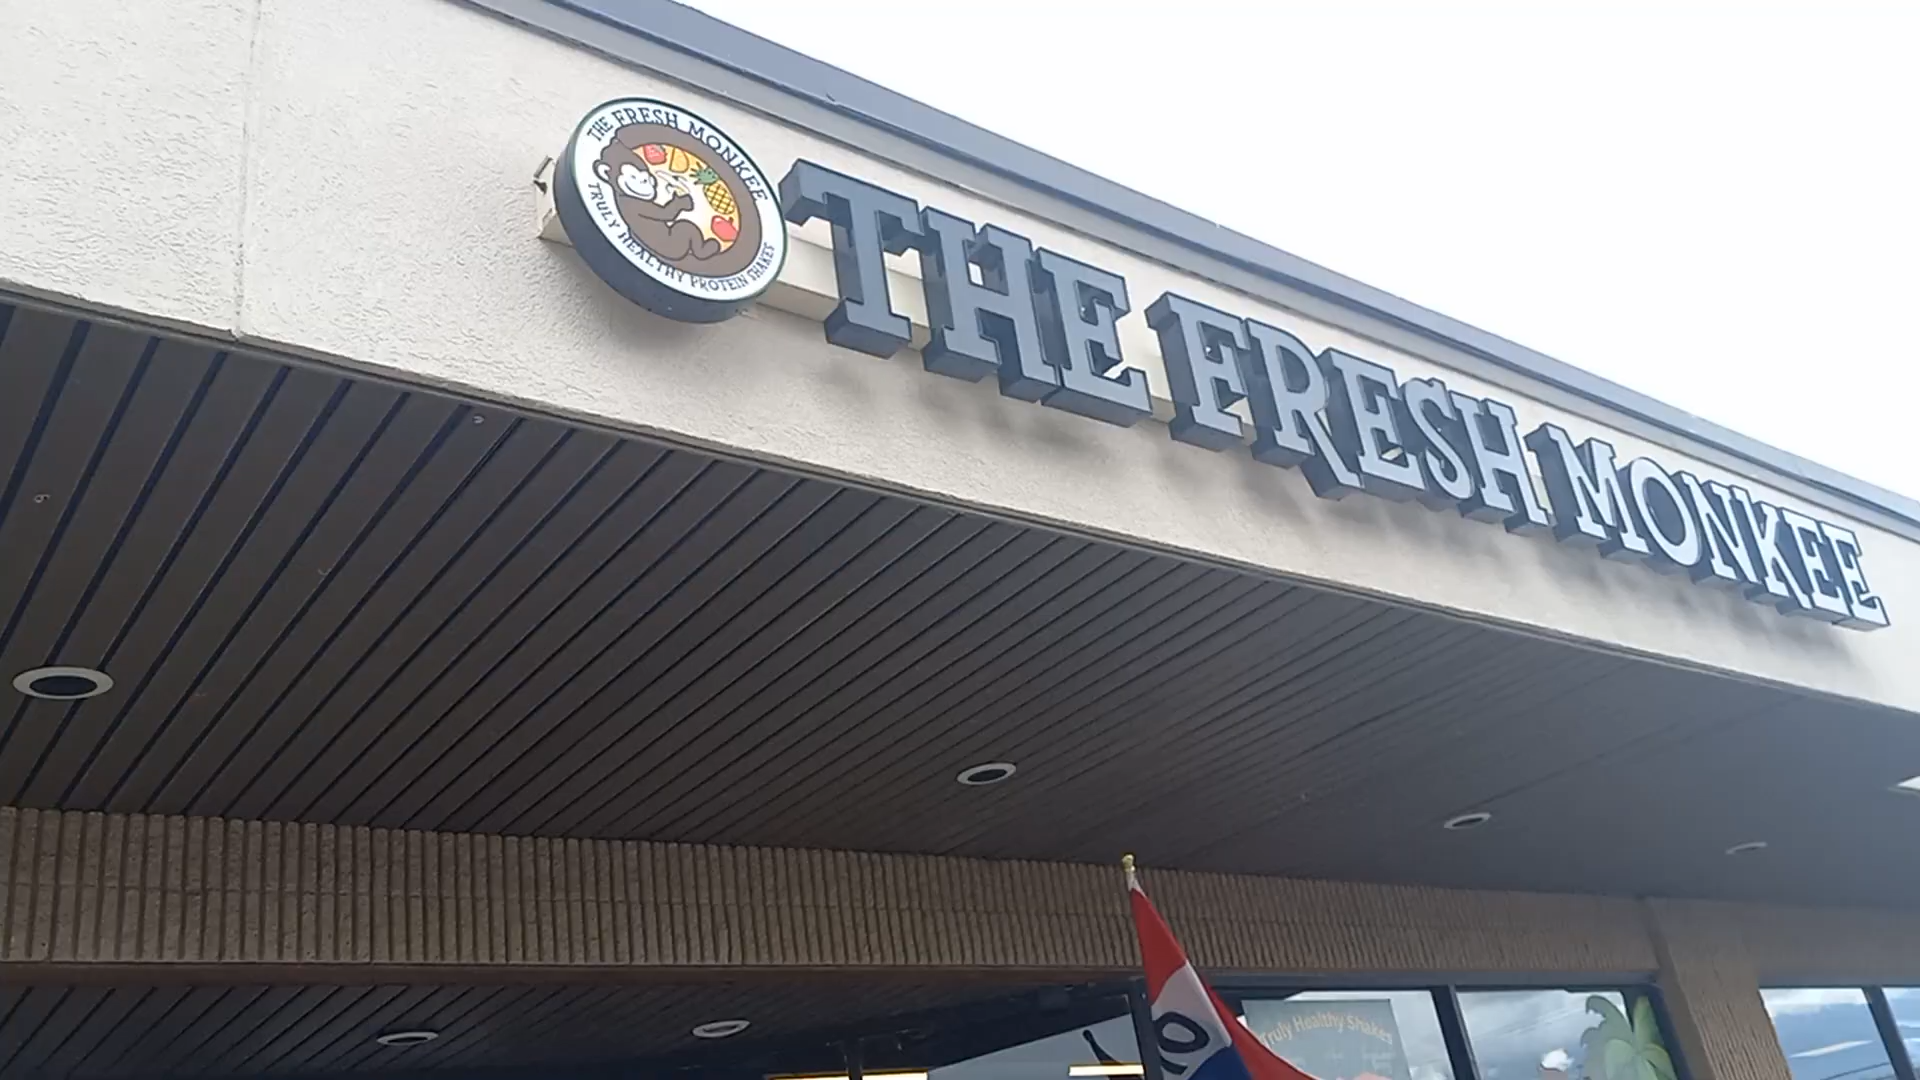 THE FRESH MONKEE
TRULY HEALTHY PROTEIN SHAKES
THE FRESH MONKEE
Truly Healthy Shakes